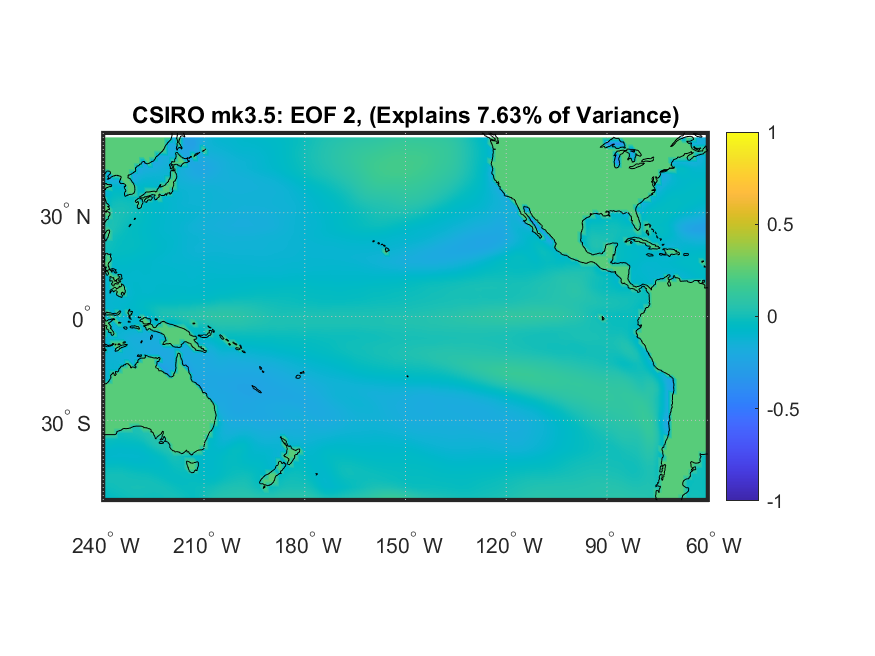 CSIRO mk3.5: EOF 2, (Explains 7.63% of Variance)
1
30° N
0.5
0°
0
30° S
-0.5
-1
240° W 210° W 180° W 150° W 120° W 90° W 60° W